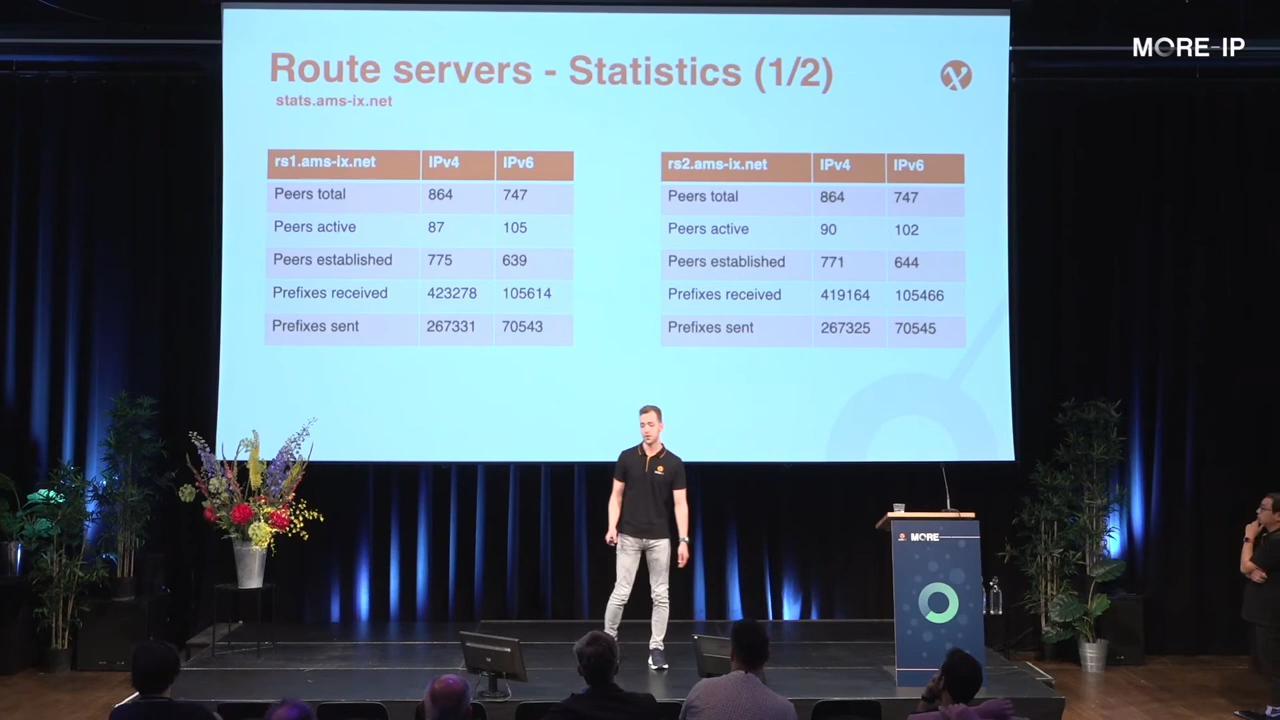 MORE-IP
Route servers - Statistics (1/2)
stats.ams-ix.net
rs1.ams-ix.net IPv4 IPv6
Peers total 864 747
Peers active 87 105
Peers established 775 639
Prefixes received 423278 105614
Prefixes sent 267331 70543
rs2.ams-ix.net IPv4 IPv6
Peers total 864 747
Peers active 90 102
Peers established 771 644
Prefixes received 419164 105466
Prefixes sent 267325 70545
MORE